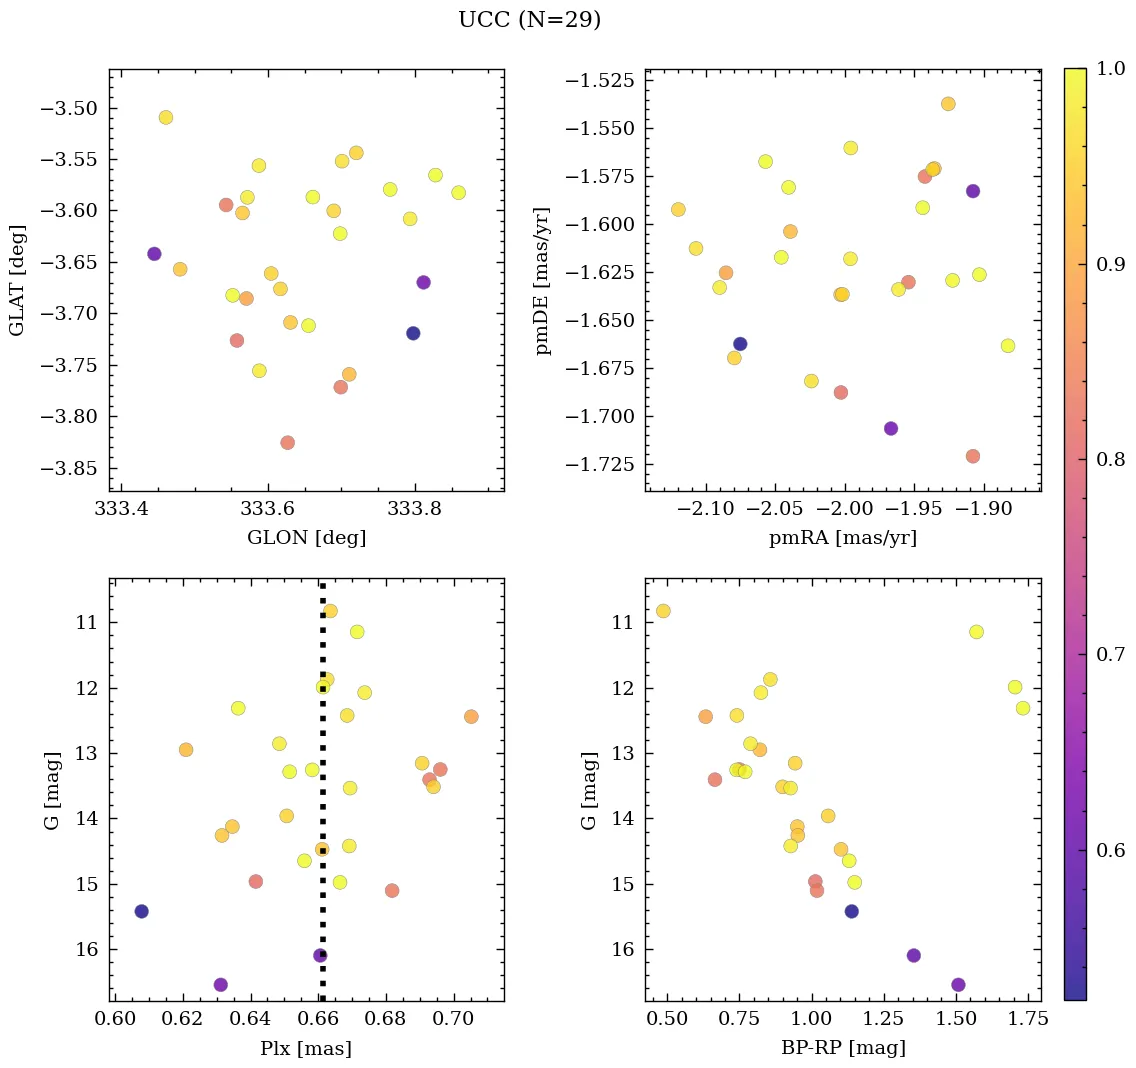 UCC (N=29)
−3.50
−3.55
−3.60
−3.65
−3.70
−3.75
−3.80
−3.85
GLAT [deg]
333.4 333.6 333.8
GLON [deg]
−1.525
−1.550
−1.575
−1.600
−1.625
−1.650
−1.675
−1.700
−1.725
pmDE [mas/yr]
−2.10 −2.05 −2.00 −1.95 −1.90
pmRA [mas/yr]
11
12
13
14
15
16
G [mag]
0.60 0.62 0.64 0.66 0.68 0.70
Plx [mas]
11
12
13
14
15
16
G [mag]
0.50 0.75 1.00 1.25 1.50 1.75
BP-RP [mag]
1.0
0.9
0.8
0.7
0.6